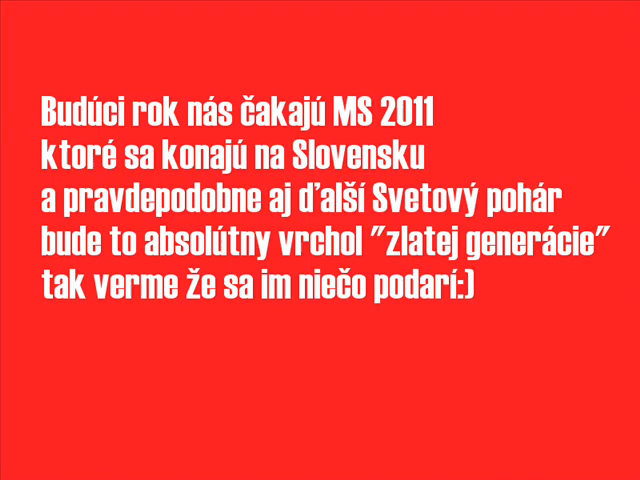 Budúci rok nás čakajú MS 2011
ktoré sa konajú na Slovensku
a pravdepodobne aj ďalší Svetový pohár
bude to absolútny vrchol "zlatej generácie"
tak verme že sa im niečo podarí:)